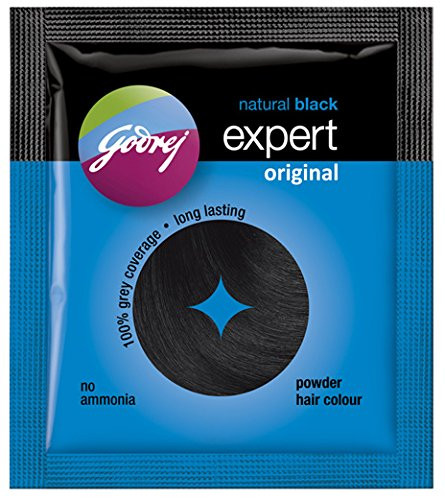 natural black
Godrej
expert
original
100% grey coverage • long lasting
no
ammonia
powder
hair colour